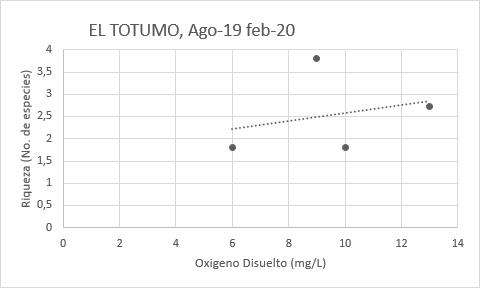 EL TOTUMO, Ago-19 feb-20
Riqueza (No. de especies)
4
3,5
3
2,5
2
1,5
1
0,5
0
0 2 4 6 8 10 12 14
Oxigeno Disuelto (mg/L)